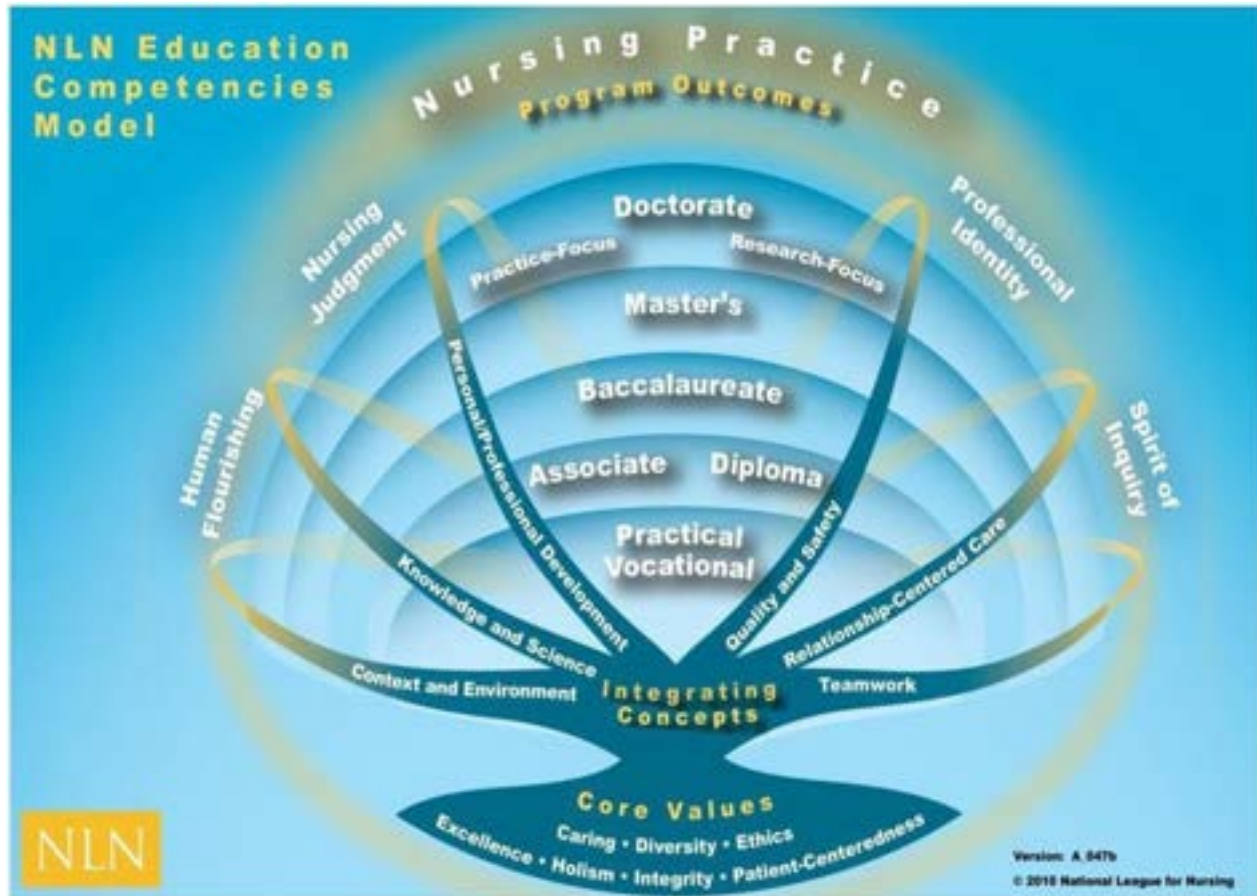 NLN Education
Competencies
Model
Nursing Practice
Program Outcomes
Nursing
Judgment
Professional
Identity
Human
Flourishing
Spirit of
Inquiry
Doctorate
Practice-Focus
Research-Focus
Master's
Baccalaureate
Associate
Diploma
Practical
Vocational
Context and Environment
Knowledge and Science
Personal/Professional Development
Quality and Safety
Relationship-Centered Care
Teamwork
Integrating
Concepts
Core Values
Caring • Diversity • Ethics
Excellence • Holism • Integrity • Patient-Centeredness
NLN
Version: A_047b
© 2010 National League for Nursing